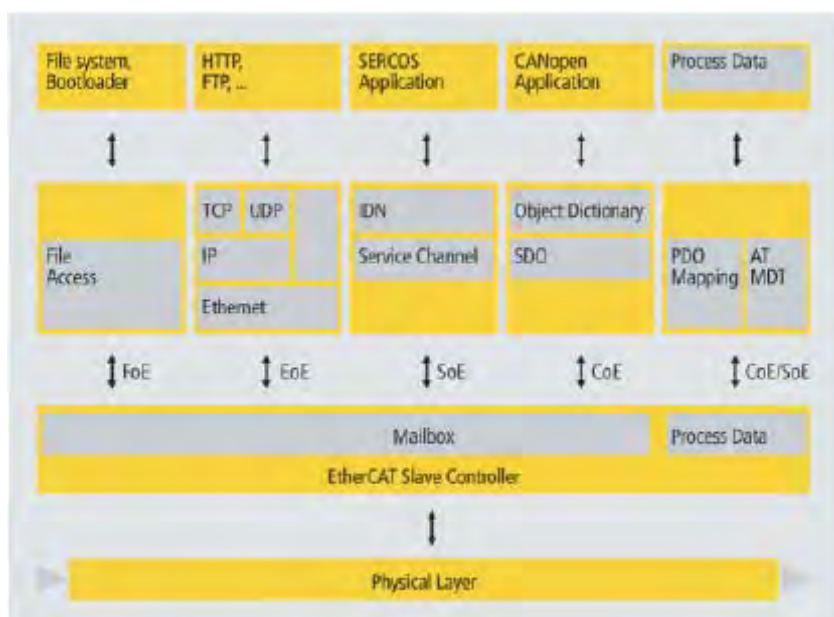 File system,
Bootloader
HTTP,
FTP, ...
SERCOS
Application
CANopen
Application
Process Data
TCP
UDP
IP
Ethernet
IDN
Service Channel
Object Dictionary
SDO
File
Access
PDO
Mapping
AT
MDT
FoE
EoE
SoE
CoE
CoE/SoE
Mailbox
Process Data
EtherCAT Slave Controller
Physical Layer